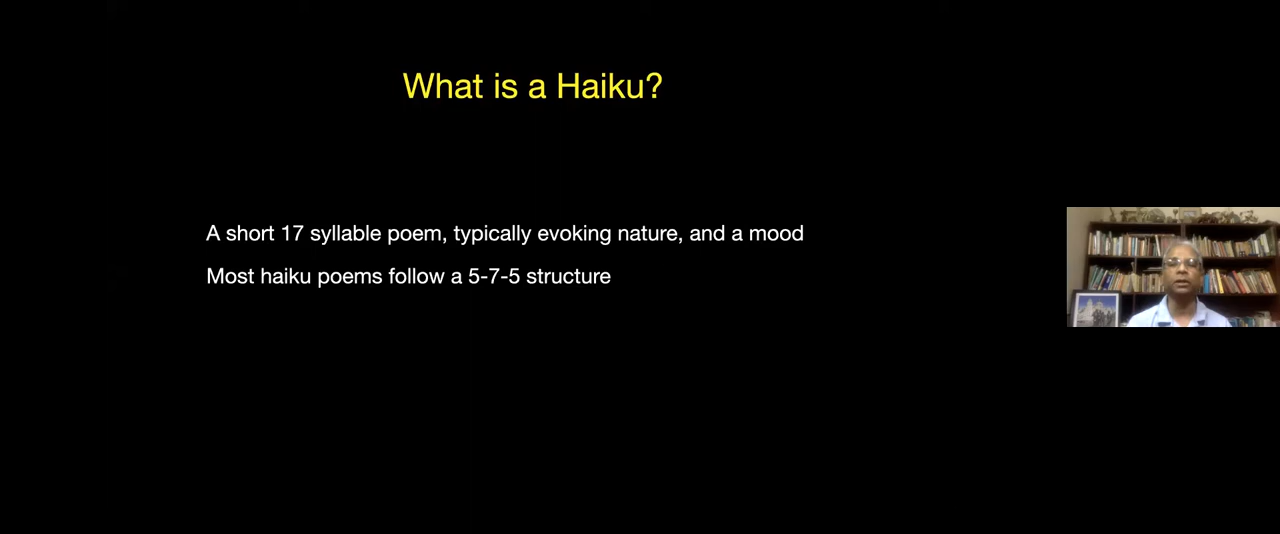 What is a Haiku?
A short 17 syllable poem, typically evoking nature, and a mood
Most haiku poems follow a 5-7-5 structure